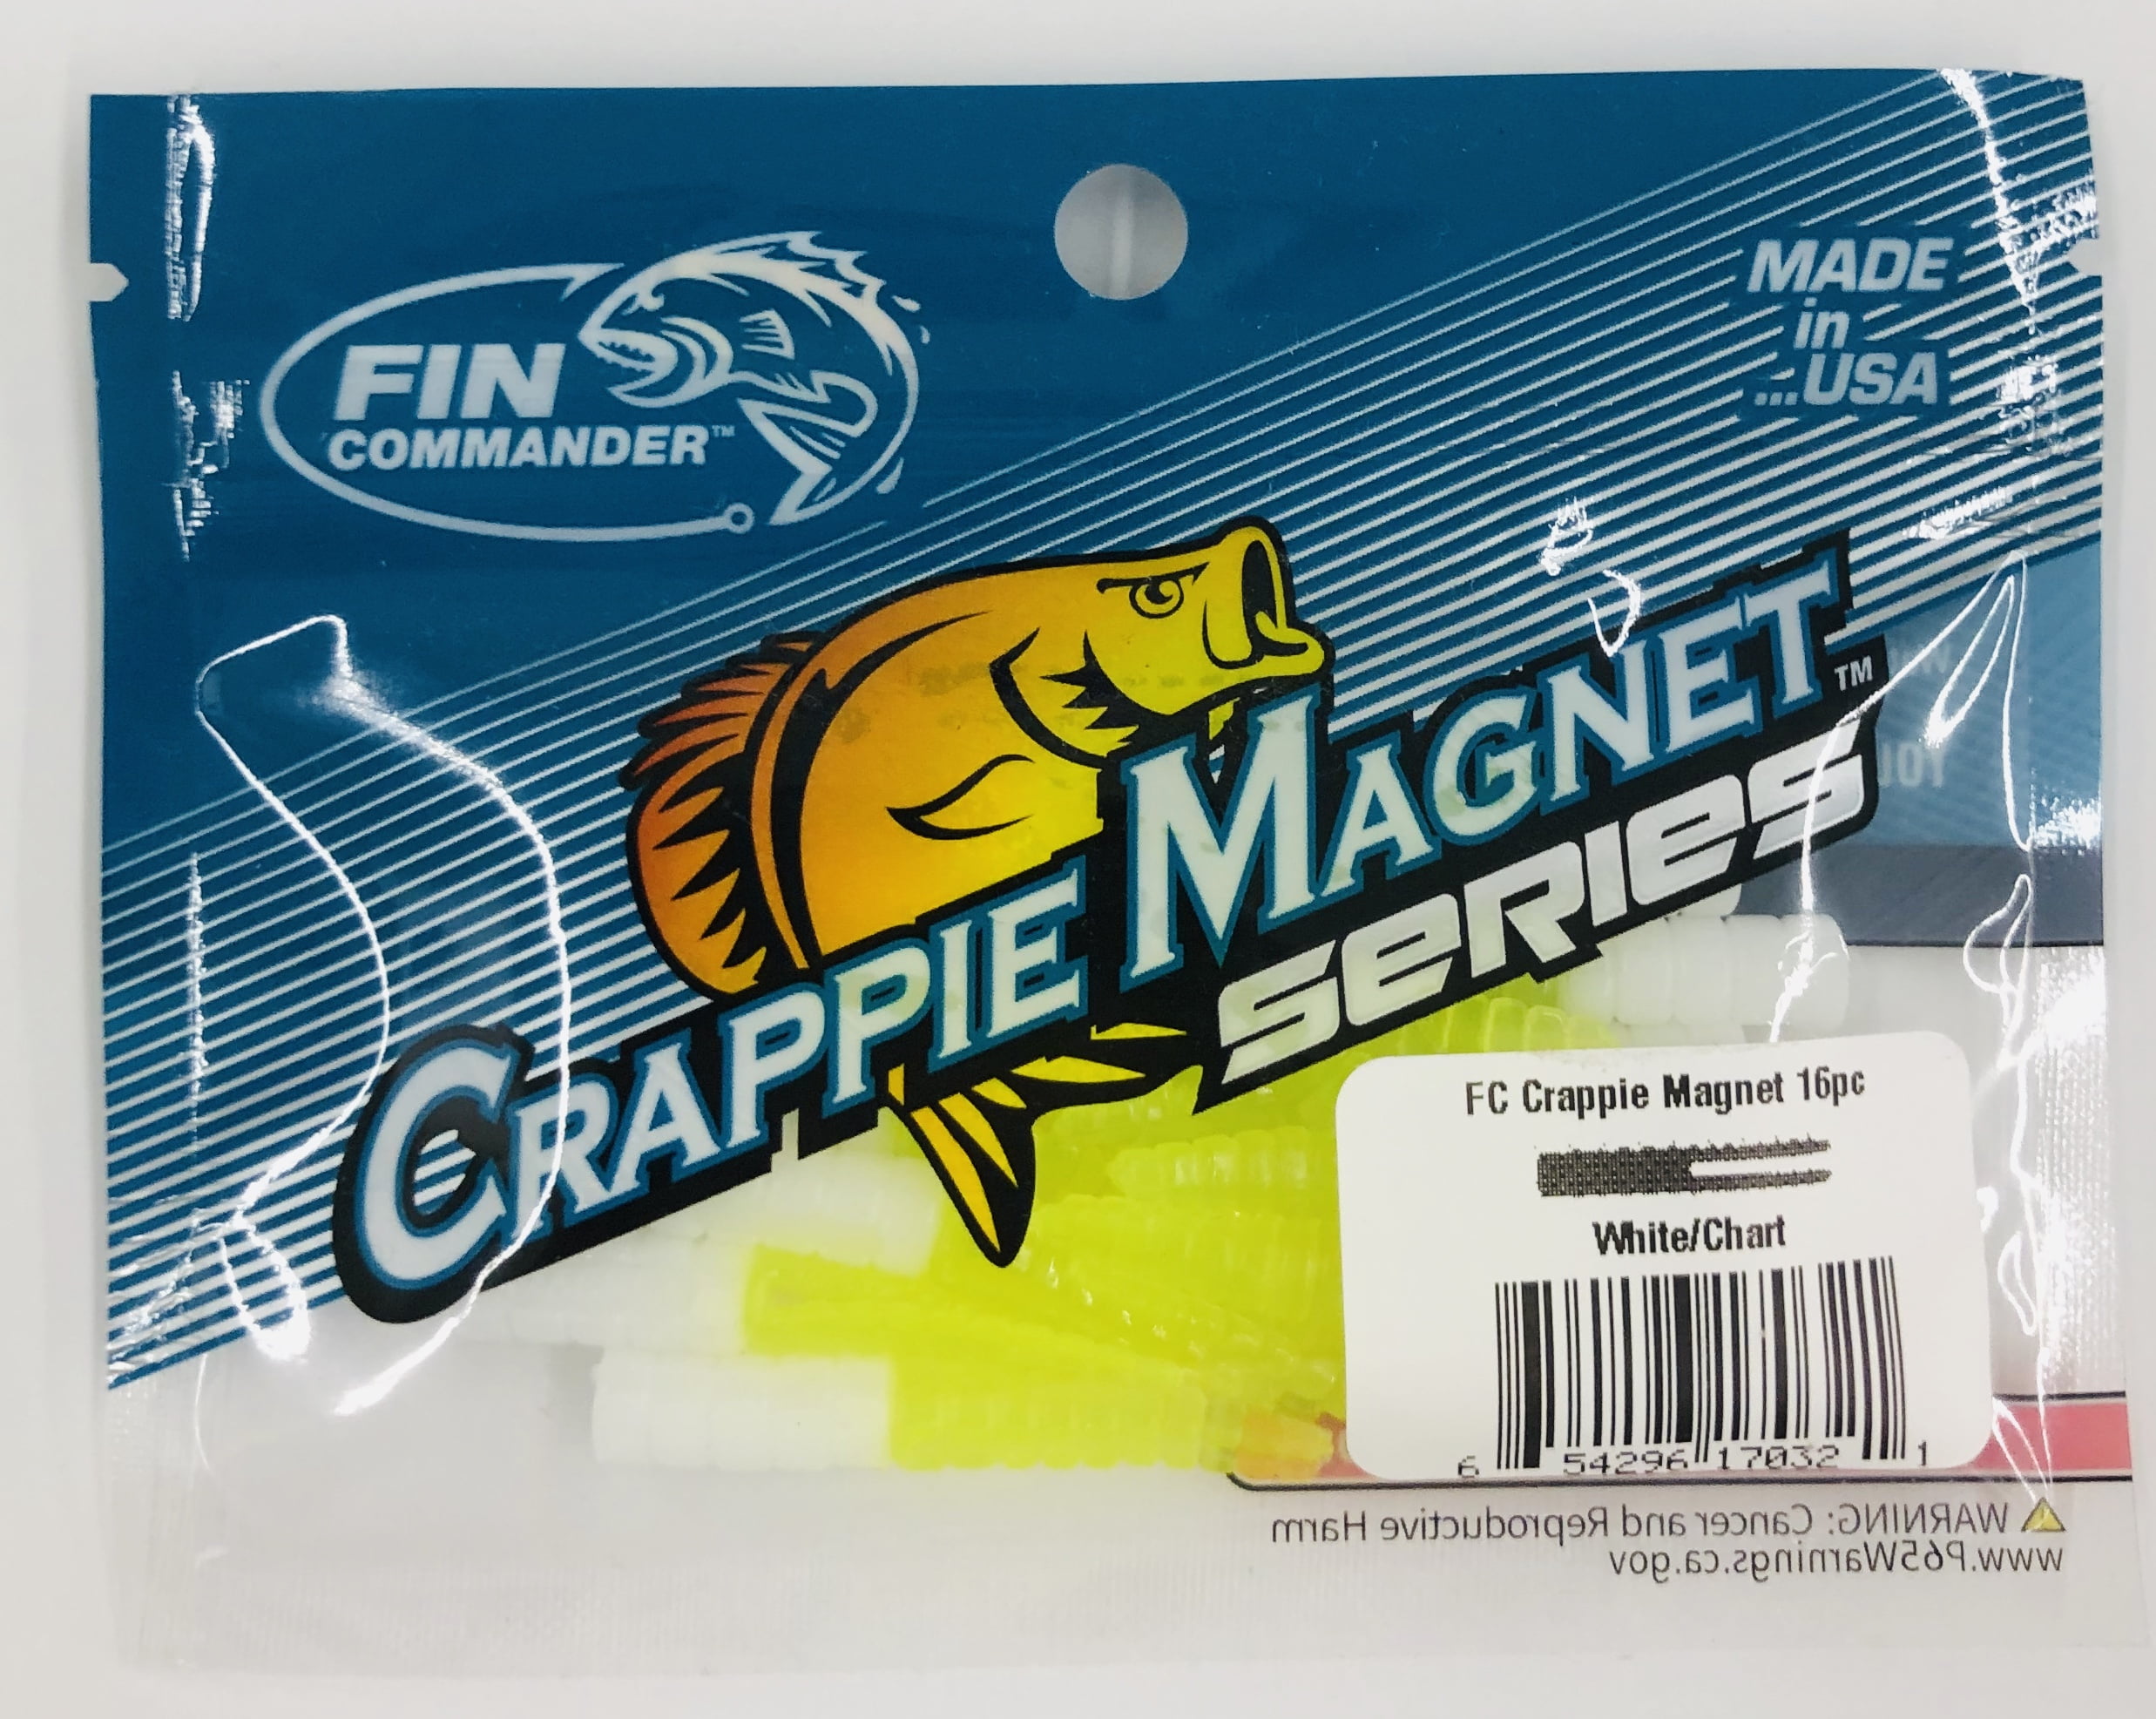 FIN
COMMANDER™
MADE
in
...USA
CRAPPIE MAGNET™
SERIES
FC Crappie Magnet 16pc
White/Chart
6 54296 17032 1
WARNING: Cancer and Reproductive Harm
www.P65Warnings.ca.gov